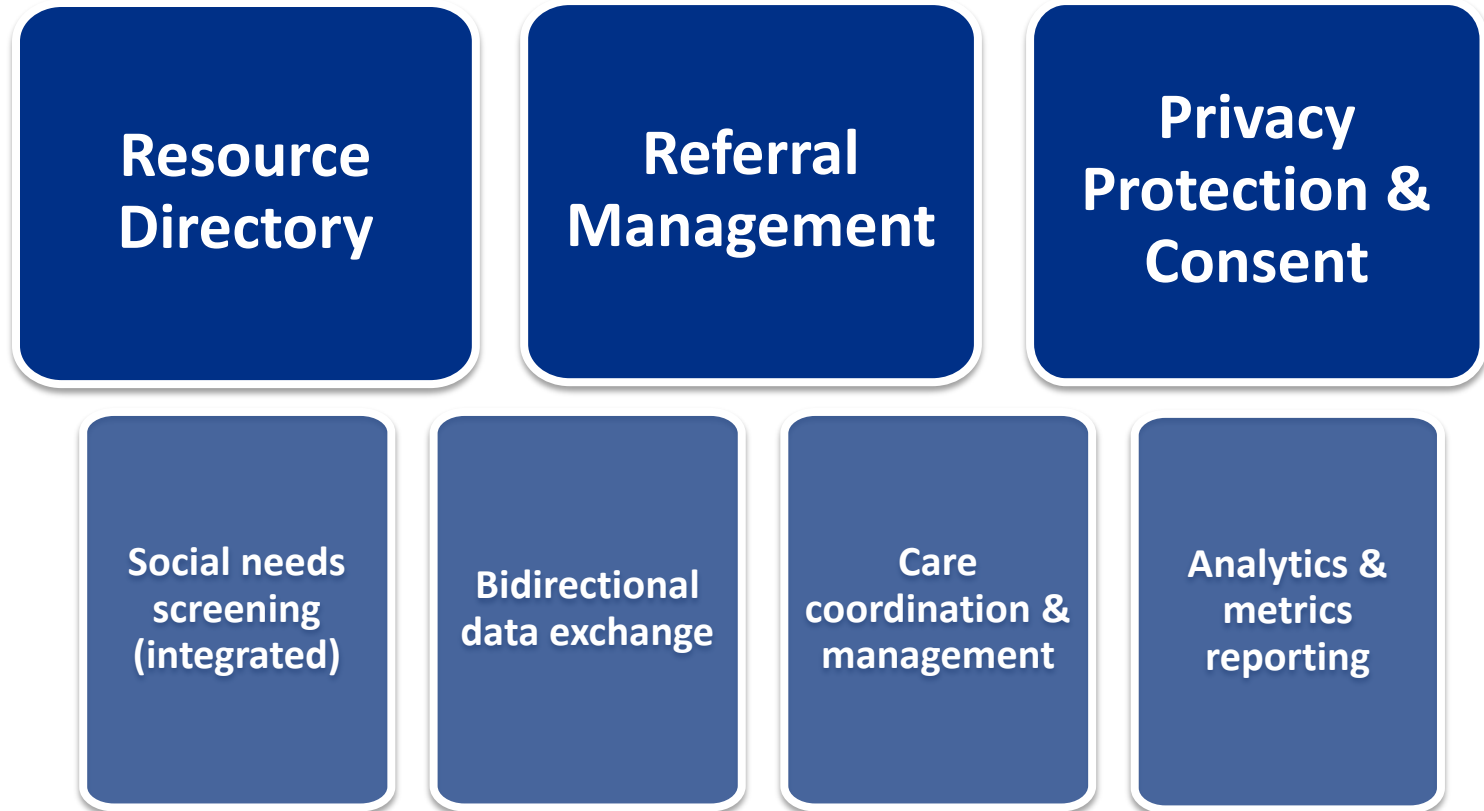 Resource
Directory
Referral
Management
Privacy
Protection &
Consent
Social needs
screening
(integrated)
Bidirectional
data exchange
Care
coordination &
management
Analytics &
metrics
reporting